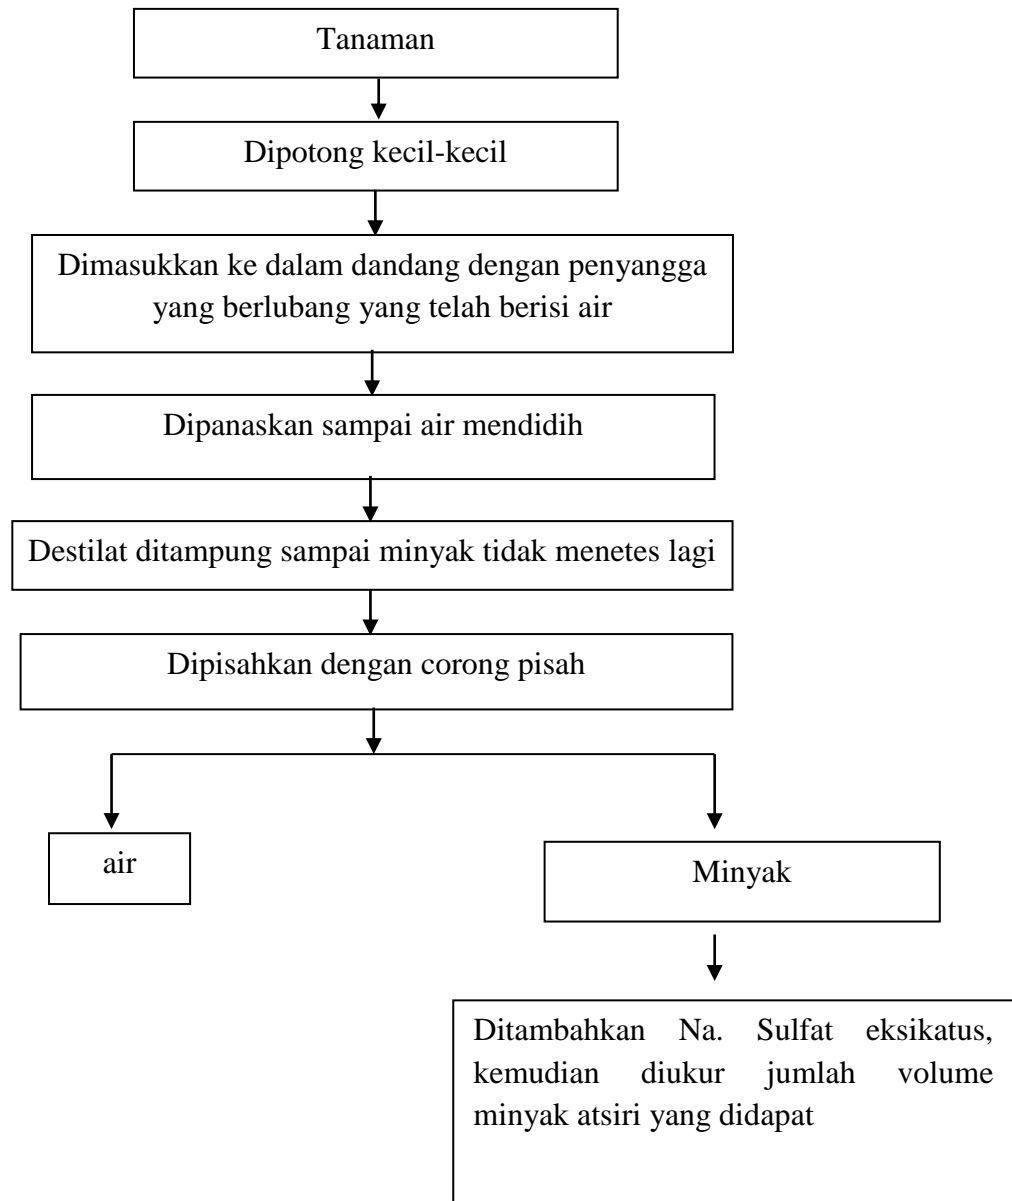 Tanaman
Dipotong kecil-kecil
Dimasukkan ke dalam dandang dengan penyangga
yang berlubang yang telah berisi air
Dipanaskan sampai air mendidih
Destilat ditampung sampai minyak tidak menetes lagi
Dipisahkan dengan corong pisah
air
Minyak
Ditambahkan Na. Sulfat eksikatus,
kemudian diukur jumlah volume
minyak atsiri yang didapat